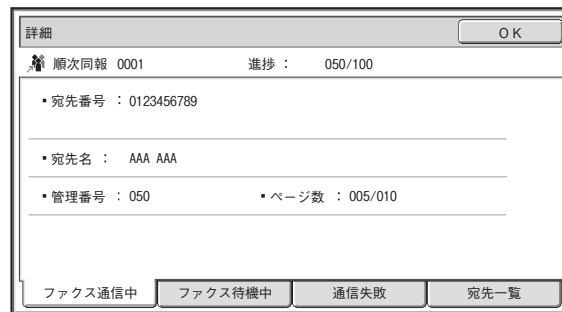 詳細 ＯＫ
順次同報 0001 進捗： 050/100
▪宛先番号 ：0123456789
▪宛先名 ： AAA AAA
▪管理番号 ：050 ▪ページ数 ：005/010
ファクス通信中 ファクス待機中 通信失敗 宛先一覧